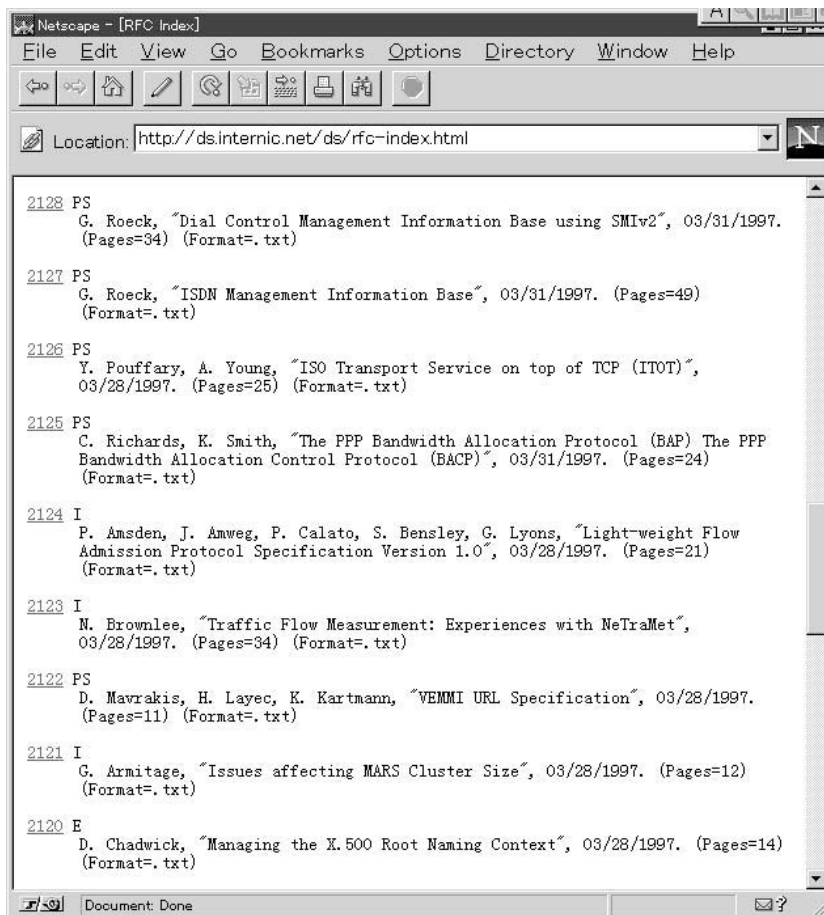 Netscape - [RFC Index]
A
File Edit View Go Bookmarks Options Directory Window Help
Location: http://ds.internic.net/ds/rfc-index.html
N
2128 PS
G. Roeck, "Dial Control Management Information Base using SMIv2", 03/31/1997.
(Pages=34) (Format=.txt)
2127 PS
G. Roeck, "ISDN Management Information Base", 03/31/1997. (Pages=49)
(Format=.txt)
2126 PS
Y. Pouffary, A. Young, "ISO Transport Service on top of TCP (ITOT)",
03/28/1997. (Pages=25) (Format=.txt)
2125 PS
C. Richards, K. Smith, "The PPP Bandwidth Allocation Protocol (BAP) The PPP
Bandwidth Allocation Control Protocol (BACP)", 03/31/1997. (Pages=24)
(Format=.txt)
2124 I
P. Amsden, J. Amweg, P. Calato, S. Bensley, G. Lyons, "Light-weight Flow
Admission Protocol Specification Version 1.0", 03/28/1997. (Pages=21)
(Format=.txt)
2123 I
N. Brownlee, "Traffic Flow Measurement: Experiences with NeTraMet",
03/28/1997. (Pages=34) (Format=.txt)
2122 PS
D. Mavrakis, H. Layec, K. Kartmann, "VEMMI URL Specification", 03/28/1997.
(Pages=11) (Format=.txt)
2121 I
G. Armitage, "Issues affecting MARS Cluster Size", 03/28/1997. (Pages=12)
(Format=.txt)
2120 E
D. Chadwick, "Managing the X.500 Root Naming Context", 03/28/1997. (Pages=14)
(Format=.txt)
Document: Done
?